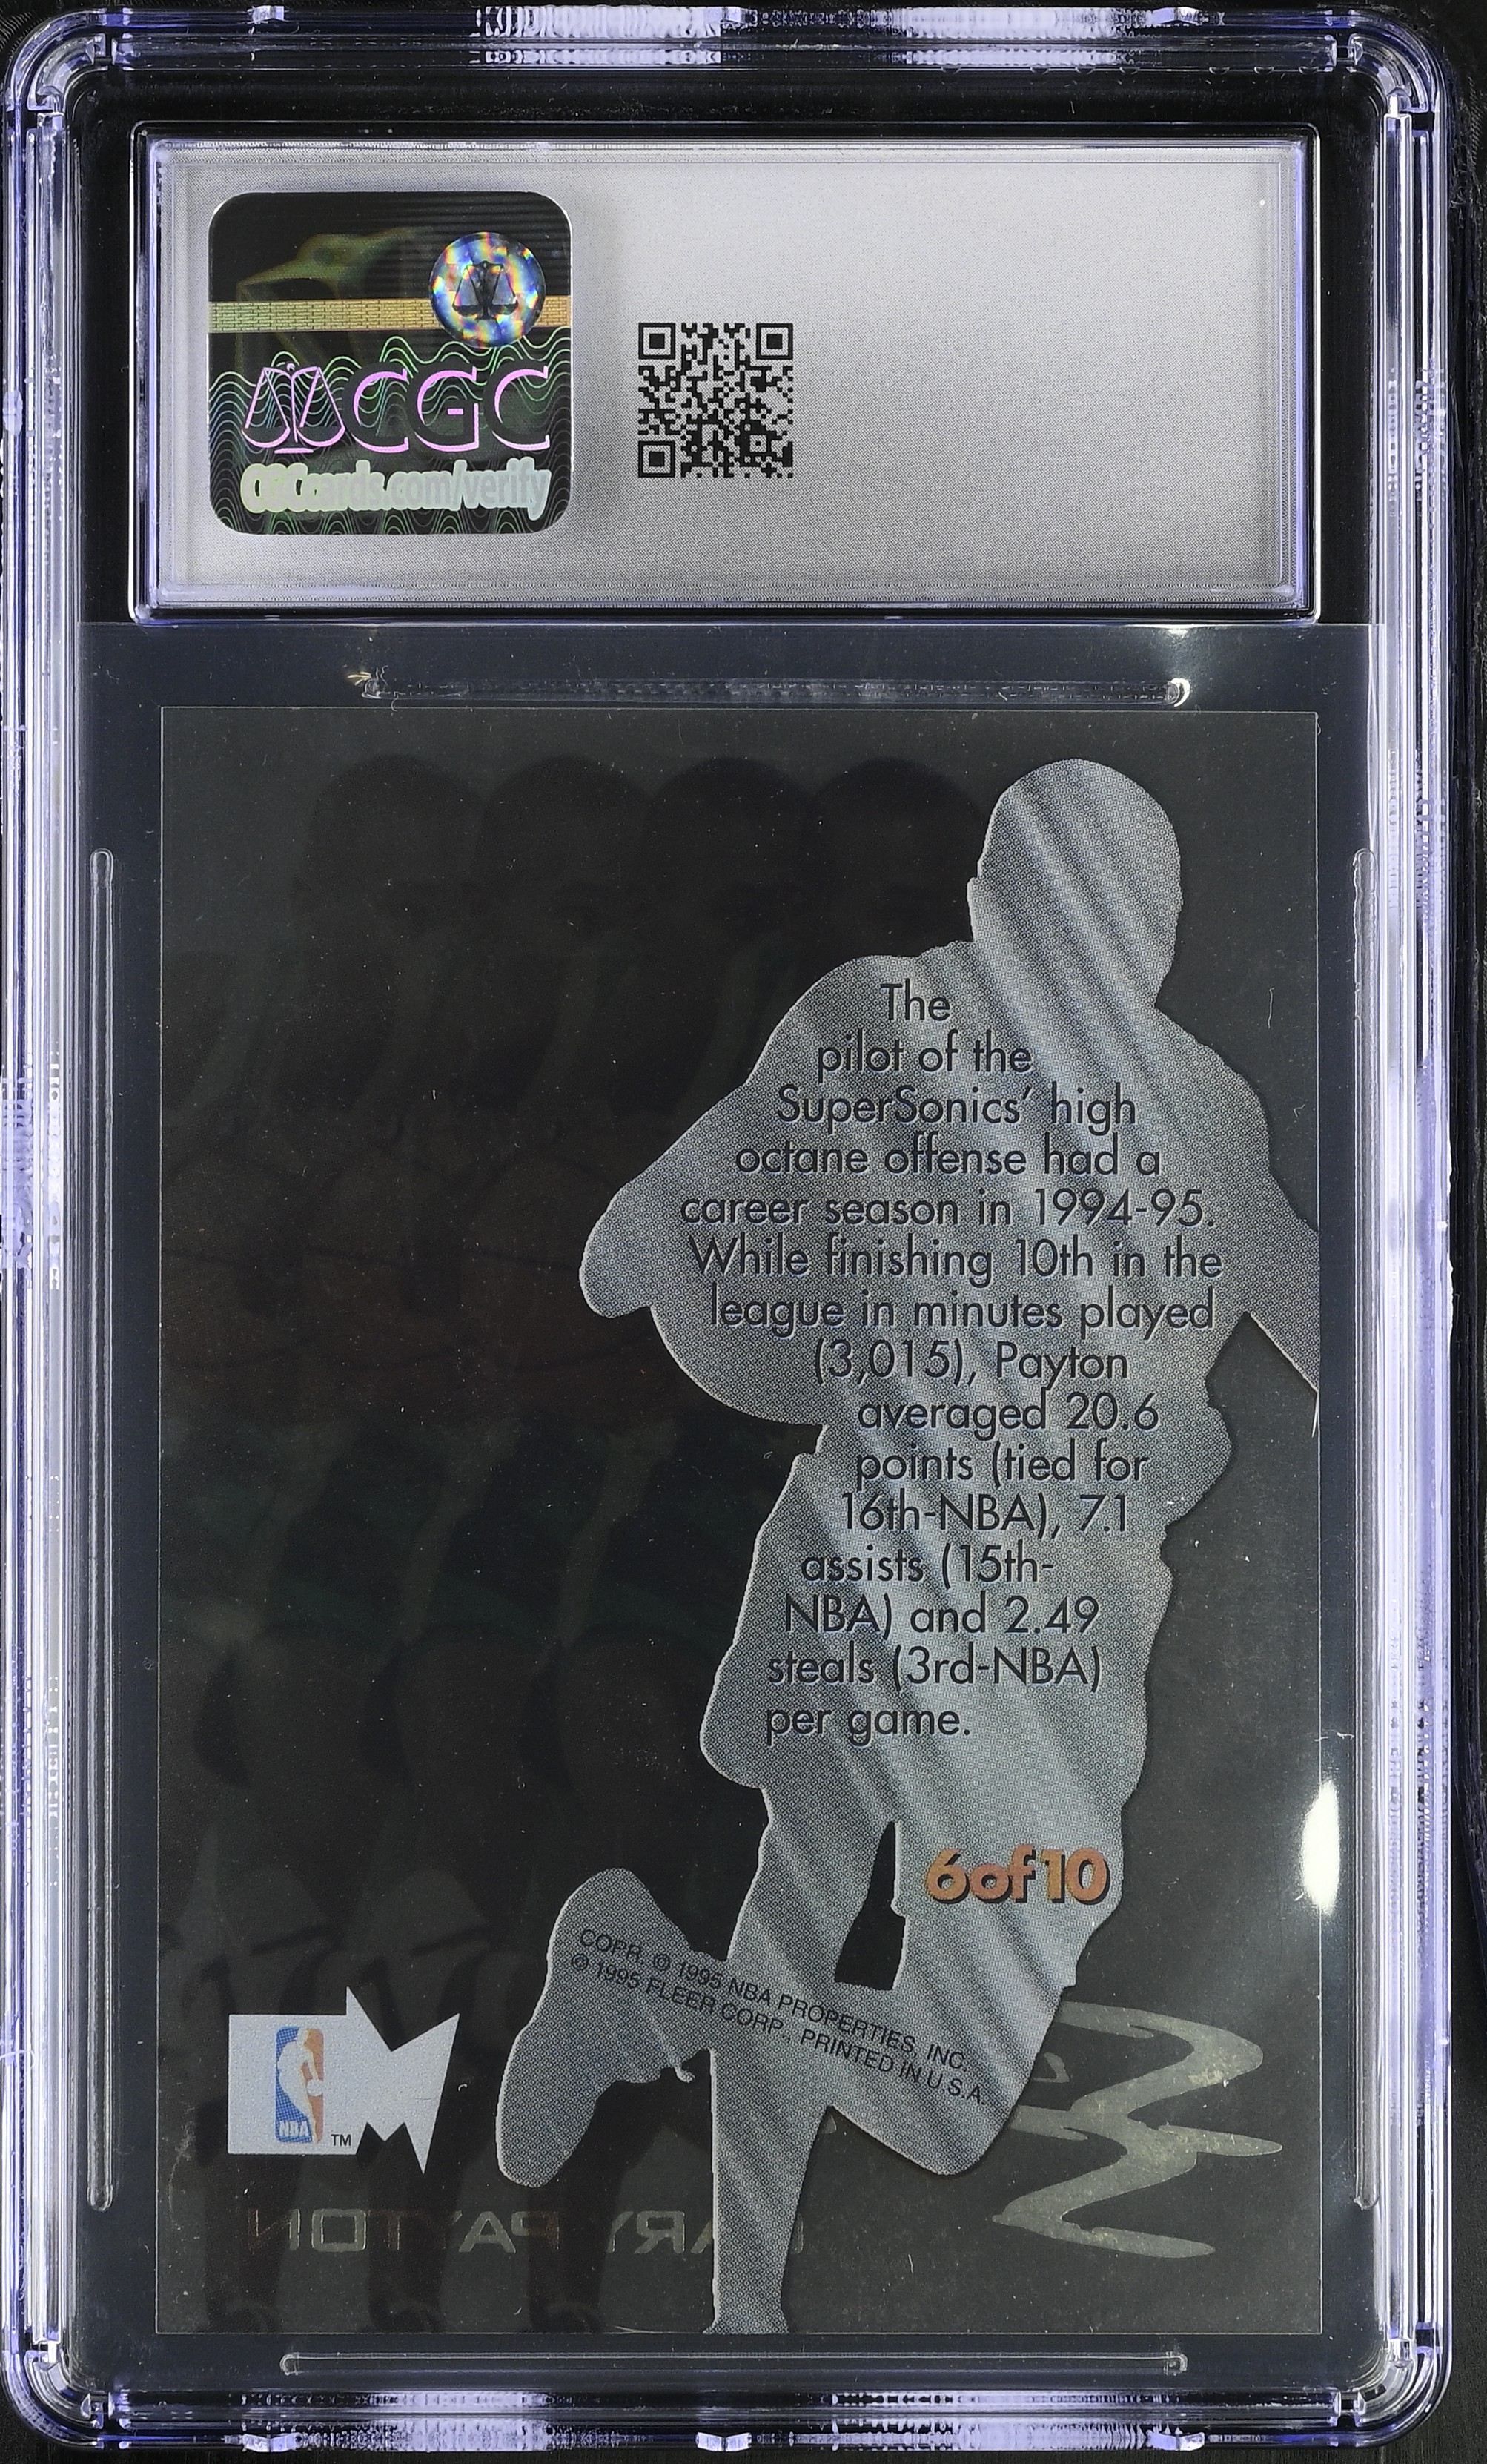 CGC
CGCcards.com/verify
The
pilot of the
SuperSonics' high
octane offense had a
career season in 1994-95.
While finishing 10th in the
league in minutes played
(3,015), Payton
averaged 20.6
points (tied for
16th-NBA), 7.1
assists (15th-
NBA) and 2.49
steals (3rd-NBA)
per game.
6of10
COPR. © 1995 NBA PROPERTIES, INC.
© 1995 FLEER CORP., PRINTED IN U.S.A.
NBA
TM
PAYTON